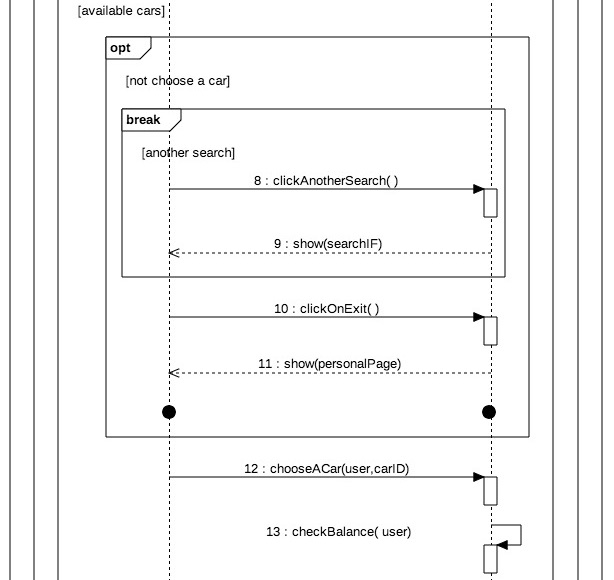 [available cars]
opt
[not choose a car]
break
[another search]
8 : clickAnotherSearch( )
9 : show(searchIF)
10 : clickOnExit( )
11 : show(personalPage)
12 : chooseACar(user,carID)
13 : checkBalance( user)